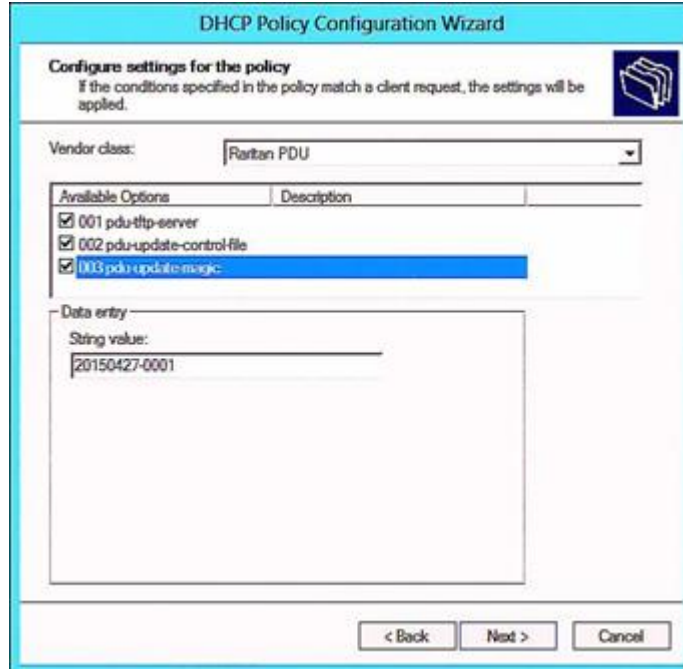 DHCP Policy Configuration Wizard
Configure settings for the policy
If the conditions specified in the policy match a client request, the settings will be
applied.
Vendor class: Raritan PDU
Available Options Description
001 pdu-tftp-server
002 pdu-update-control-file
003 pdu-update-magic
Data entry
String value:
20150427-0001
< Back Next > Cancel